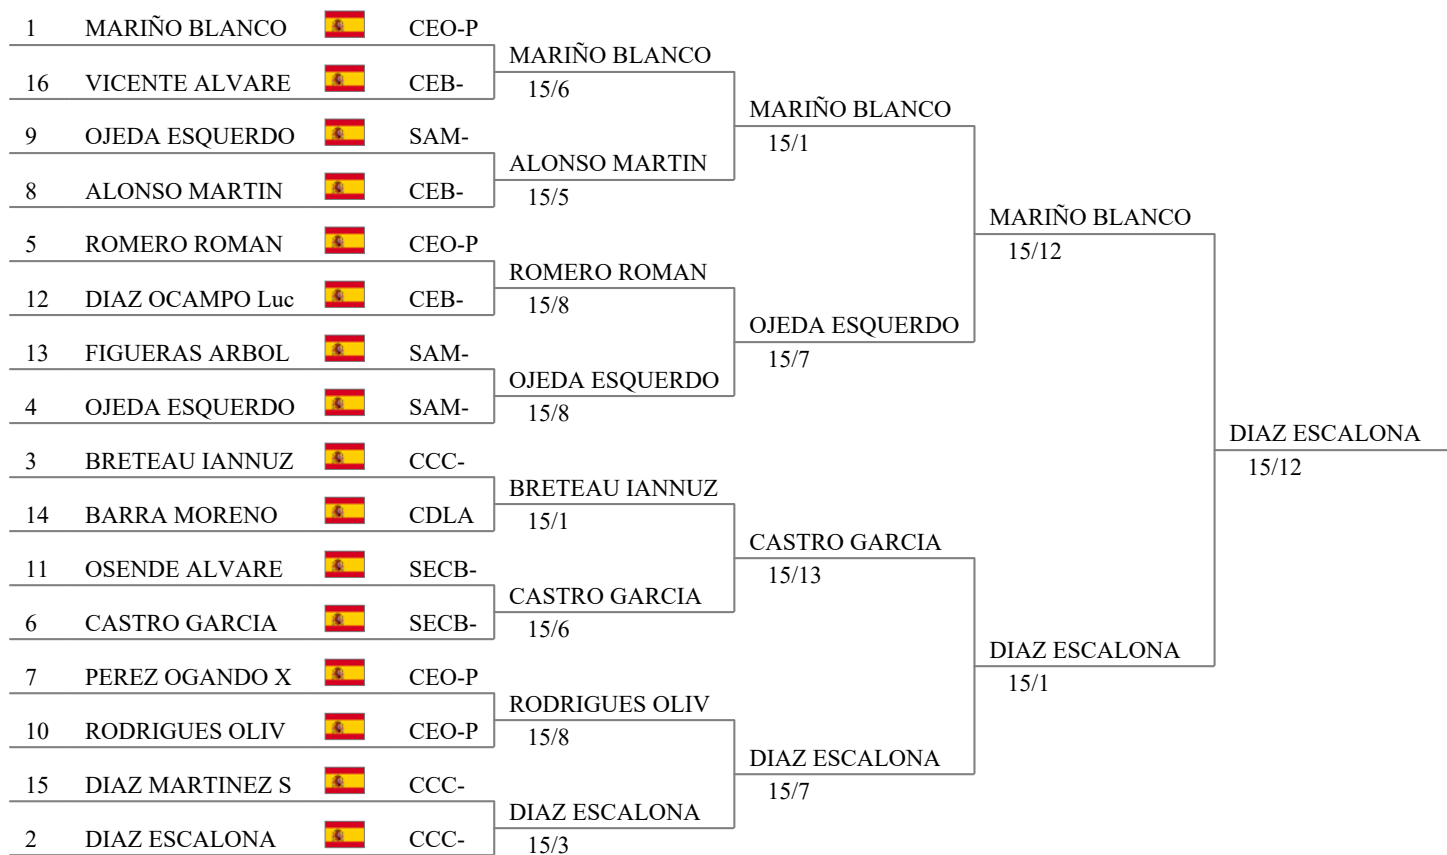 1 MARIÑO BLANCO CEO-P
16 VICENTE ALVARE CEB-
9 OJEDA ESQUERDO SAM-
8 ALONSO MARTIN CEB-
5 ROMERO ROMAN CEO-P
12 DIAZ OCAMPO Luc CEB-
13 FIGUERAS ARBOL SAM-
4 OJEDA ESQUERDO SAM-
3 BRETEAU IANNUZ CCC-
14 BARRA MORENO CDLA
11 OSENDE ALVARE SECB-
6 CASTRO GARCIA SECB-
7 PEREZ OGANDO X CEO-P
10 RODRIGUES OLIV CEO-P
15 DIAZ MARTINEZ S CCC-
2 DIAZ ESCALONA CCC-
MARIÑO BLANCO
15/6
ALONSO MARTIN
15/5
ROMERO ROMAN
15/8
OJEDA ESQUERDO
15/8
BRETEAU IANNUZ
15/1
CASTRO GARCIA
15/6
RODRIGUES OLIV
15/8
DIAZ ESCALONA
15/3
MARIÑO BLANCO
15/1
OJEDA ESQUERDO
15/7
CASTRO GARCIA
15/13
DIAZ ESCALONA
15/7
MARIÑO BLANCO
15/12
DIAZ ESCALONA
15/1
DIAZ ESCALONA
15/12